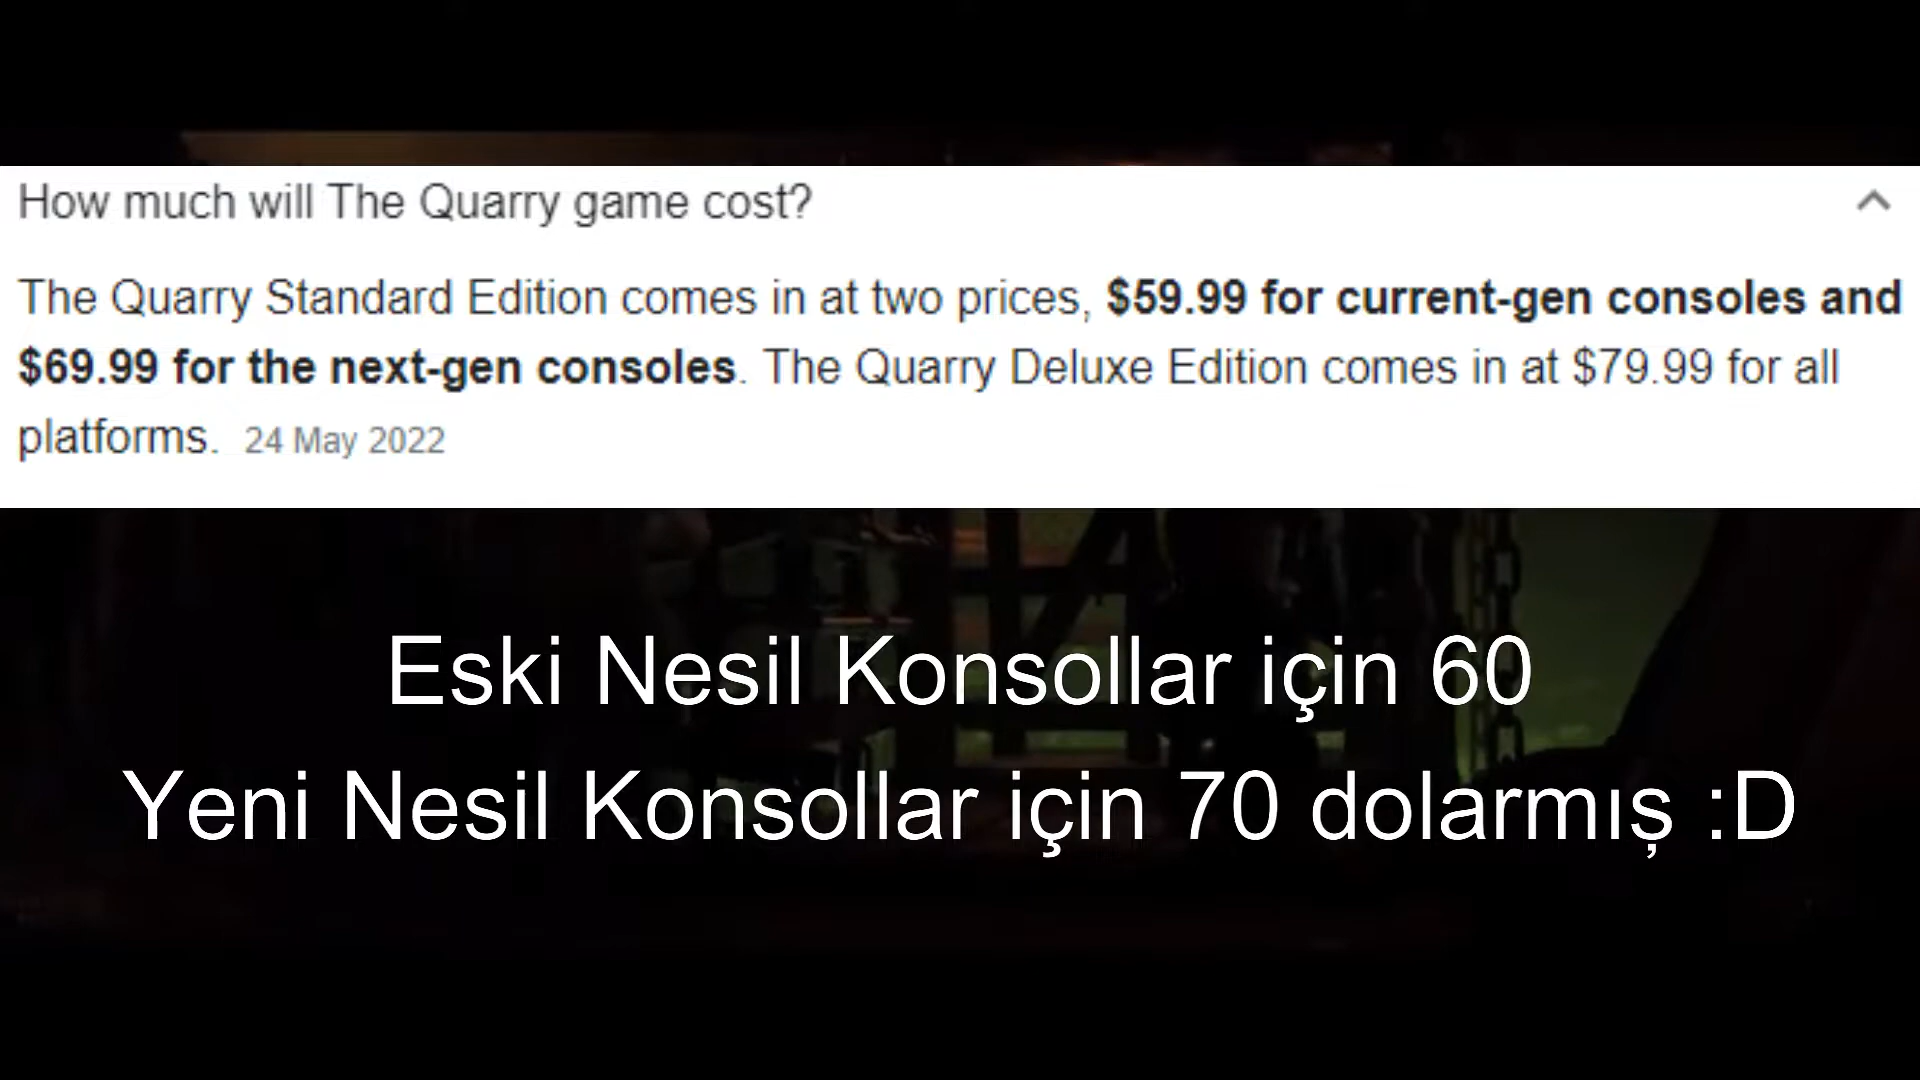 How much will The Quarry game cost?
The Quarry Standard Edition comes in at two prices, $59.99 for current-gen consoles and
$69.99 for the next-gen consoles. The Quarry Deluxe Edition comes in at $79.99 for all
platforms. 24 May 2022
Eski Nesil Konsollar için 60
Yeni Nesil Konsollar için 70 dolarmış :D